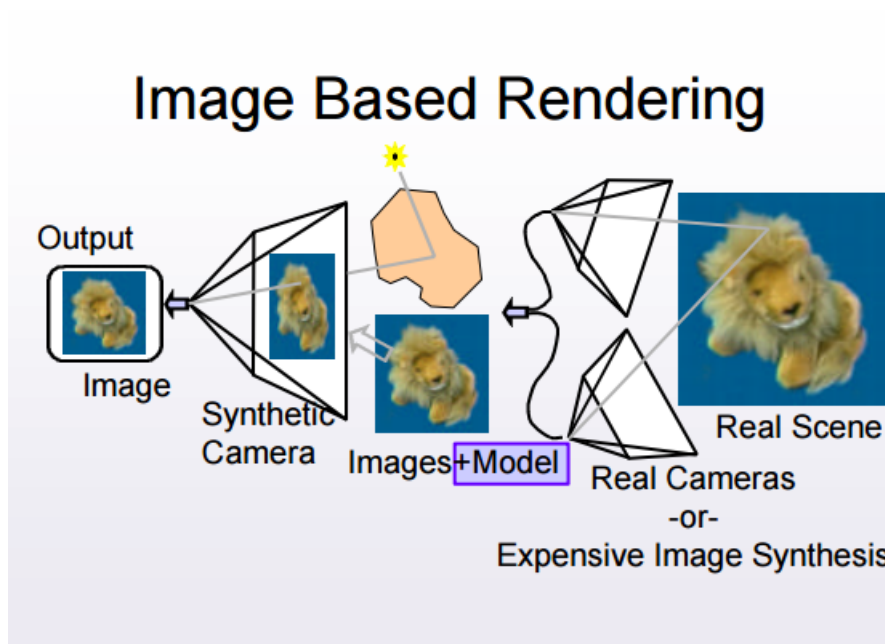 Image Based Rendering
Output
Image
Synthetic
Camera
Images+Model
Real Scene
Real Cameras
-or-
Expensive Image Synthesis